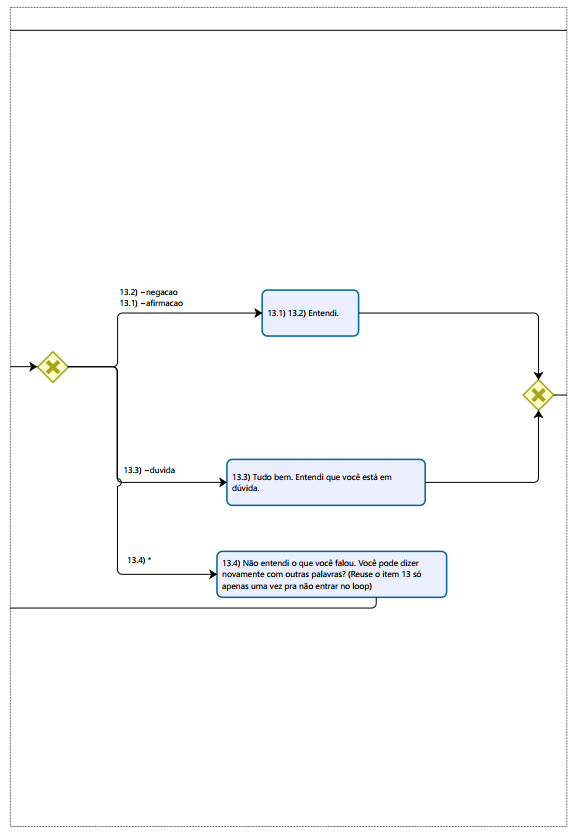 13.2) ~negacao
13.1) ~afirmacao
13.1) 13.2) Entendi.
13.3) ~duvida
13.3) Tudo bem. Entendi que você está em
dúvida.
13.4) *
13.4) Não entendi o que você falou. Você pode dizer
novamente com outras palavras? (Reuse o item 13 só
apenas uma vez pra não entrar no loop)